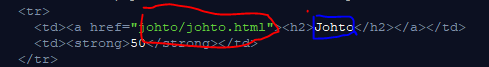 <tr>
<td><a href="johto/johto.html"><h2>Johto</h2></a></td>
<td><strong>50</strong></td>
</tr>